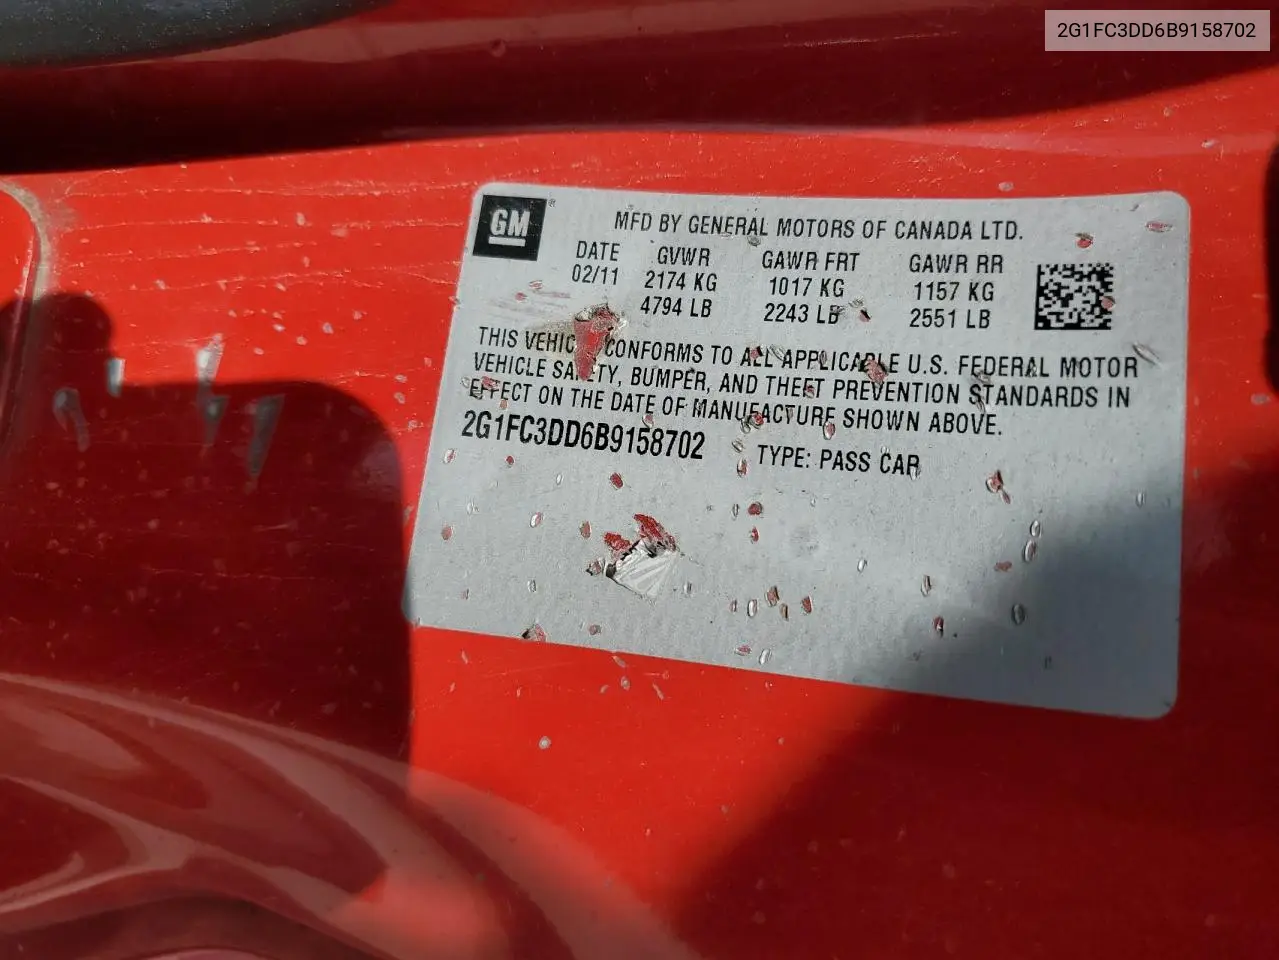 2G1FC3DD6B9158702
GM
MFD BY GENERAL MOTORS OF CANADA LTD.
DATE GVWR GAWR FRT GAWR RR
02/11 2174 KG 1017 KG 1157 KG
4794 LB 2243 LB 2551 LB
THIS VEHIC CONFORMS TO ALL APPLICABLE U.S. FEDERAL MOTOR
VEHICLE SAFETY, BUMPER, AND THEFT PREVENTION STANDARDS IN
EFFECT ON THE DATE OF MANUFACTURE SHOWN ABOVE.
2G1FC3DD6B9158702 TYPE: PASS CAR